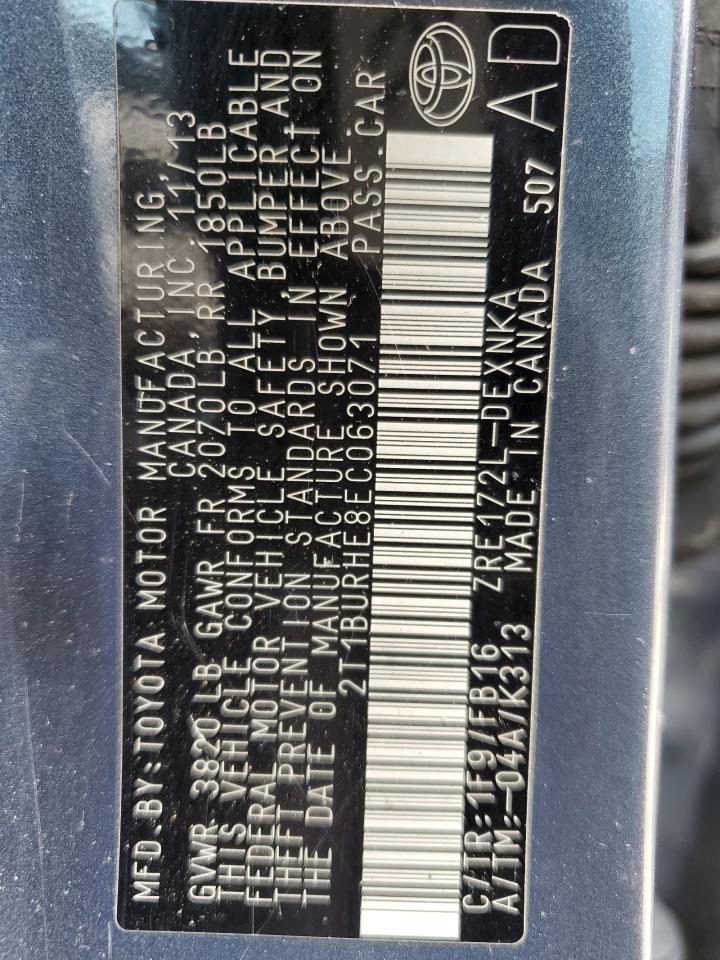 MFD.BY:TOYOTA MOTOR MANUFACTURING
CANADA, INC. 11/13
GVWR 3820LB GAWR FR 2070LB RR 1850LB
THIS VEHICLE CONFORMS TO ALL APPLICABLE
FEDERAL MOTOR VEHICLE SAFETY BUMPER AND
THEFT PREVENTION STANDARDS IN EFFECT ON
THE DATE OF MANUFACTURE SHOWN ABOVE.
2T1BURHE8EC063071 PASS.CAR
C/TR:1F9/FB16 ZRE172L-DEXNKA
A/TM:-04A/K313 MADE IN CANADA 507
AD